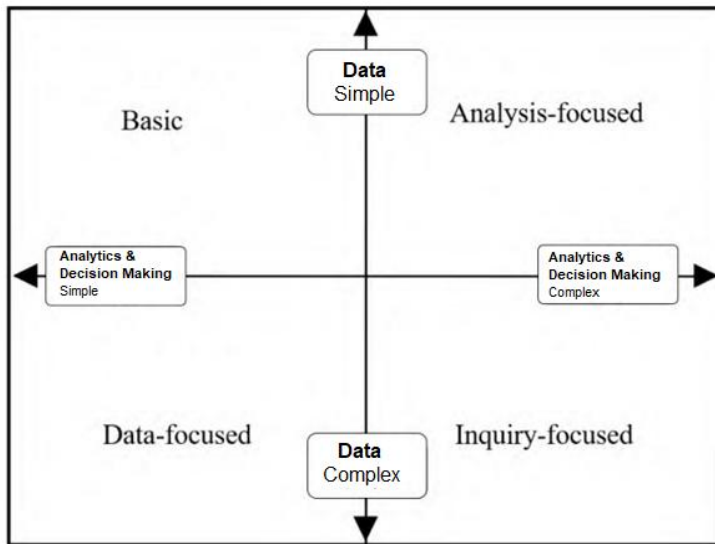 Data
Simple
Basic
Analysis-focused
Analytics &
Decision Making
Simple
Analytics &
Decision Making
Complex
Data-focused
Data
Complex
Inquiry-focused